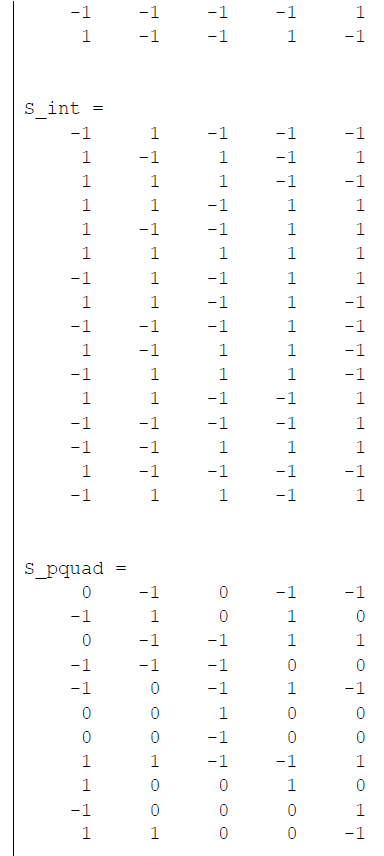 -1 -1 -1 -1 1
1 -1 -1 1 -1
S_int =
-1 1 -1 -1 -1
1 -1 1 -1 1
1 1 1 -1 -1
1 1 -1 1 1
1 -1 -1 1 1
1 1 1 1 1
-1 1 -1 1 1
1 1 -1 1 -1
-1 -1 -1 1 -1
1 -1 1 1 -1
-1 1 1 1 -1
1 1 -1 -1 1
-1 -1 -1 -1 1
-1 -1 1 1 1
1 -1 -1 -1 -1
-1 1 1 -1 1
S_pquad =
0 -1 0 -1 -1
-1 1 0 1 0
0 -1 -1 1 1
-1 -1 -1 0 0
-1 0 -1 1 -1
0 0 1 0 0
0 0 -1 0 0
1 1 -1 -1 1
1 0 0 1 0
-1 0 0 0 1
1 1 0 0 -1